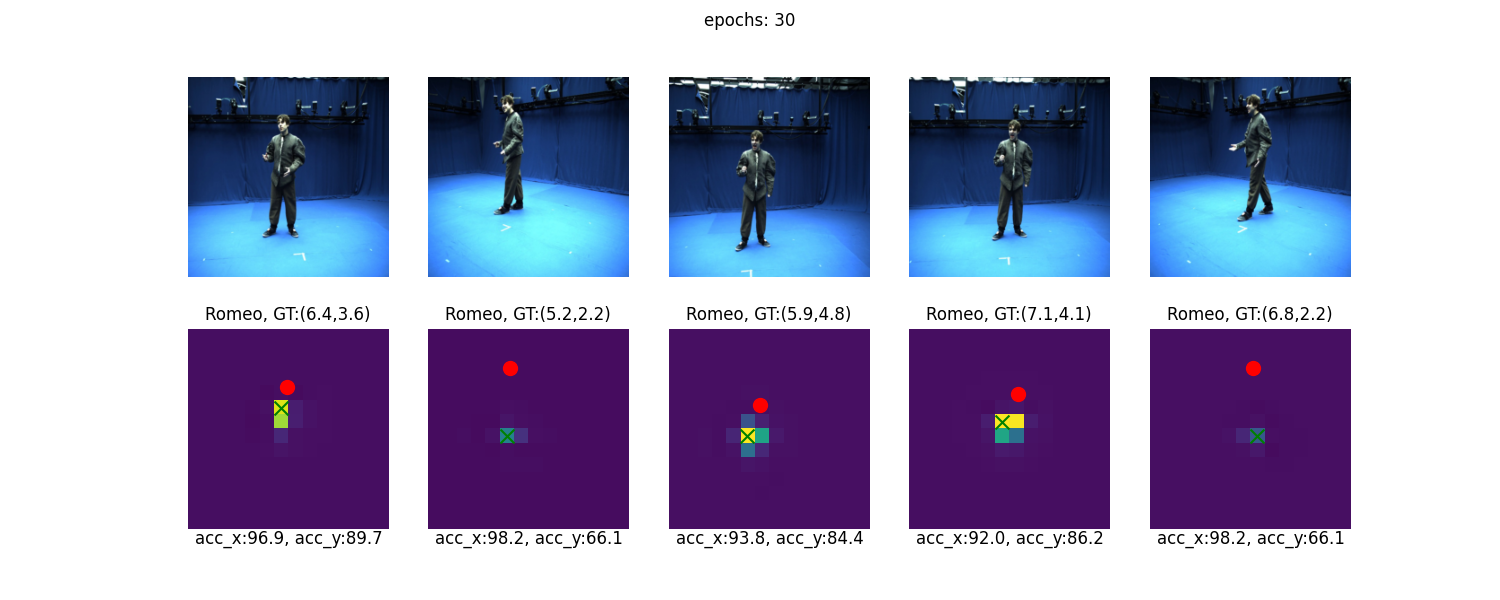 epochs: 30
Romeo, GT:(6.4,3.6)
Romeo, GT:(5.2,2.2)
Romeo, GT:(5.9,4.8)
Romeo, GT:(7.1,4.1)
Romeo, GT:(6.8,2.2)
acc_x:96.9, acc_y:89.7
acc_x:98.2, acc_y:66.1
acc_x:93.8, acc_y:84.4
acc_x:92.0, acc_y:86.2
acc_x:98.2, acc_y:66.1